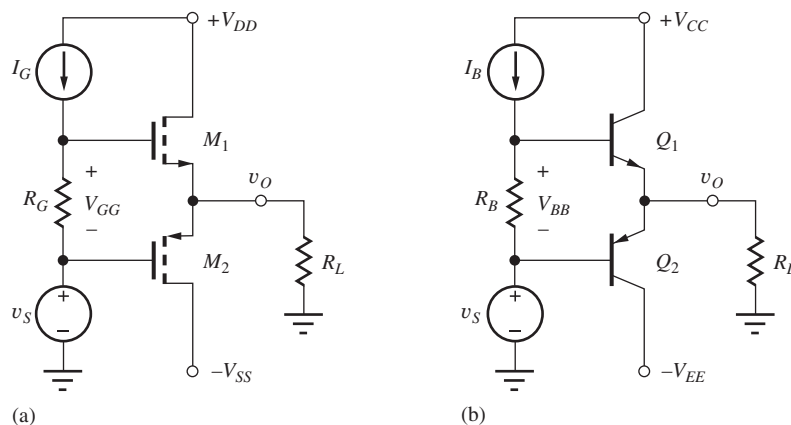 +V_DD
I_G
M_1
+
R_G
V_GG
v_O
–
M_2
R_L
+
v_S
–
–V_SS
(a)
+V_CC
I_B
Q_1
+
R_B
V_BB
v_O
–
Q_2
R_L
+
v_S
–
–V_EE
(b)